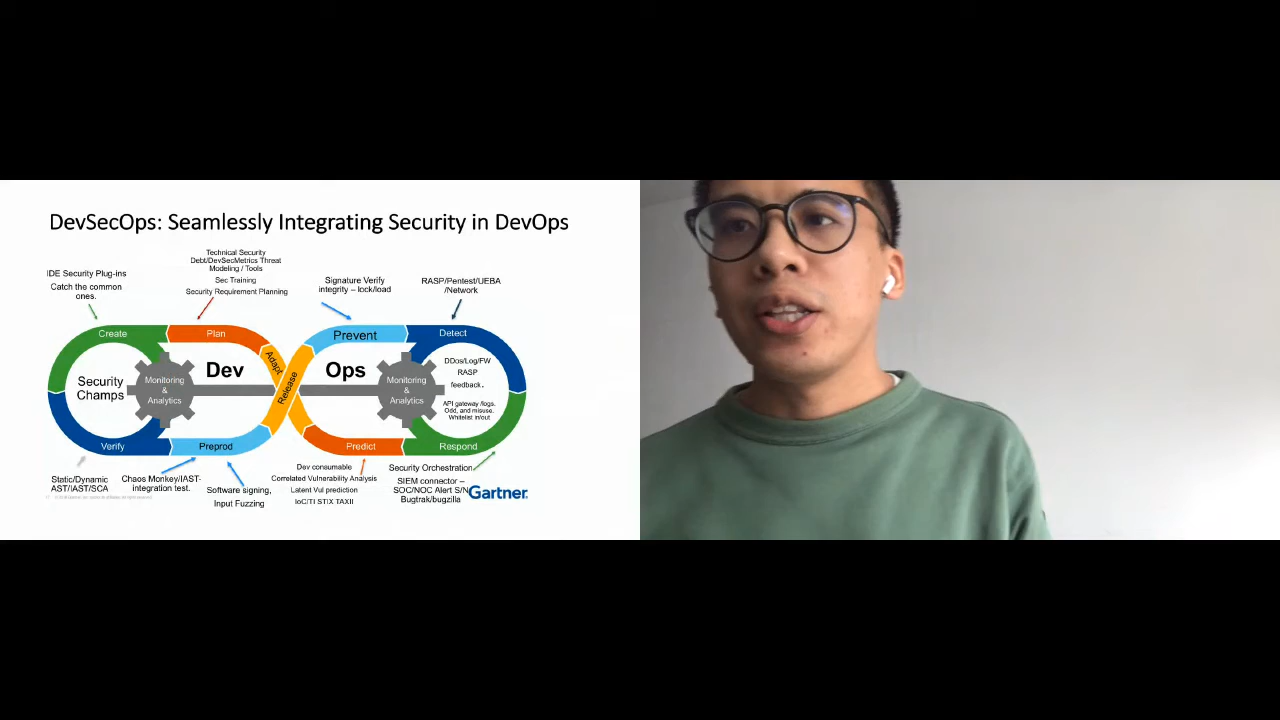 DevSecOps: Seamlessly Integrating Security in DevOps
Technical Security
Debt/DevSecMetrics Threat
Modeling / Tools
Sec Training
Security Requirement Planning
IDE Security Plug-ins
Catch the common
ones.
Signature Verify
integrity – lock/load
RASP/Pentest/UEBA
/Network
Create
Plan
Prevent
Detect
Adapt
Release
Dev
Ops
Security
Champs
Monitoring
&
Analytics
Monitoring
&
Analytics
DDos/Log/FW
RASP
feedback.
API gateway /logs,
Odd, and misuse,
Whitelist in/out
Verify
Preprod
Predict
Respond
Static/Dynamic
AST/IAST/SCA
Chaos Monkey/IAST-
integration test.
Software signing,
Input Fuzzing
Dev consumable
Correlated Vulnerability Analysis
Latent Vul prediction
IoC/TI STIX TAXII
Security Orchestration
SIEM connector –
SOC/NOC Alert S/N
Bugtrak/bugzilla
Gartner